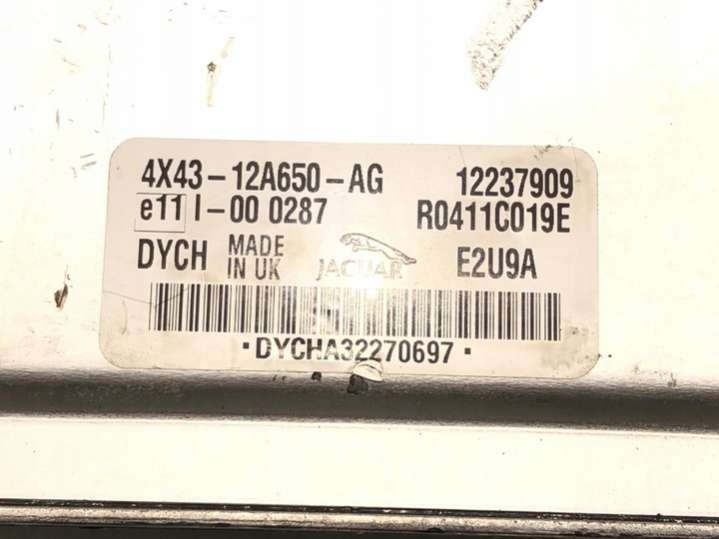 4X43-12A650-AG 12237909
e11 I-00 0287 R0411C019E
DYCH MADE IN UK JAGUAR E2U9A
•DYCHA32270697•